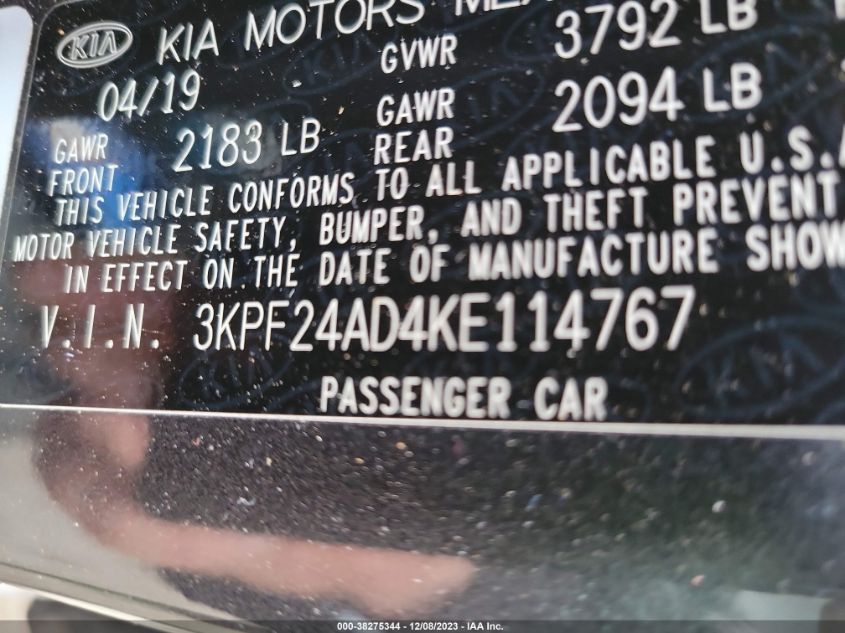 KIA KIA MOTORS
04/19 GVWR 3792 LB
GAWR FRONT 2183 LB GAWR REAR 2094 LB
THIS VEHICLE CONFORMS TO ALL APPLICABLE U.S.
MOTOR VEHICLE SAFETY, BUMPER, AND THEFT PREVENT
IN EFFECT ON THE DATE OF MANUFACTURE SHOW
V.I.N. 3KPF24AD4KE114767
PASSENGER CAR
000-38275344 - 12/08/2023 - IAA Inc.